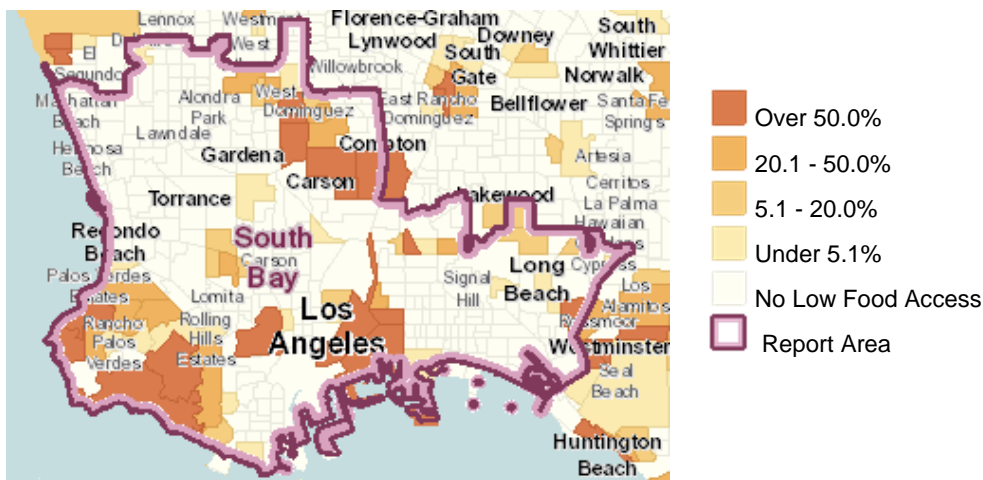 Lennox
Westmont
Florence-Graham
Downey
South
Whittier
El
Segundo
West
Lynwood
South
Gate
Willowbrook
Norwalk
Manhattan
Beach
Alondra
Park
West
Dominguez
East Rancho
Dominguez
Bellflower
Santa Fe
Springs
Lawndale
Hermosa
Beach
Gardena
Compton
Artesia
Carson
Cerritos
Torrance
Lakewood
La Palma
Hawaiian
Gardens
Redondo
Beach
South
Bay
Carson
Long
Beach
Cypress
Palos Verdes
Estates
Lomita
Signal
Hill
Los
Alamitos
Rancho
Palos
Verdes
Rolling
Hills
Estates
Los
Angeles
Rossmoor
Westminster
Seal
Beach
Huntington
Beach
Over 50.0%
20.1 - 50.0%
5.1 - 20.0%
Under 5.1%
No Low Food Access
Report Area